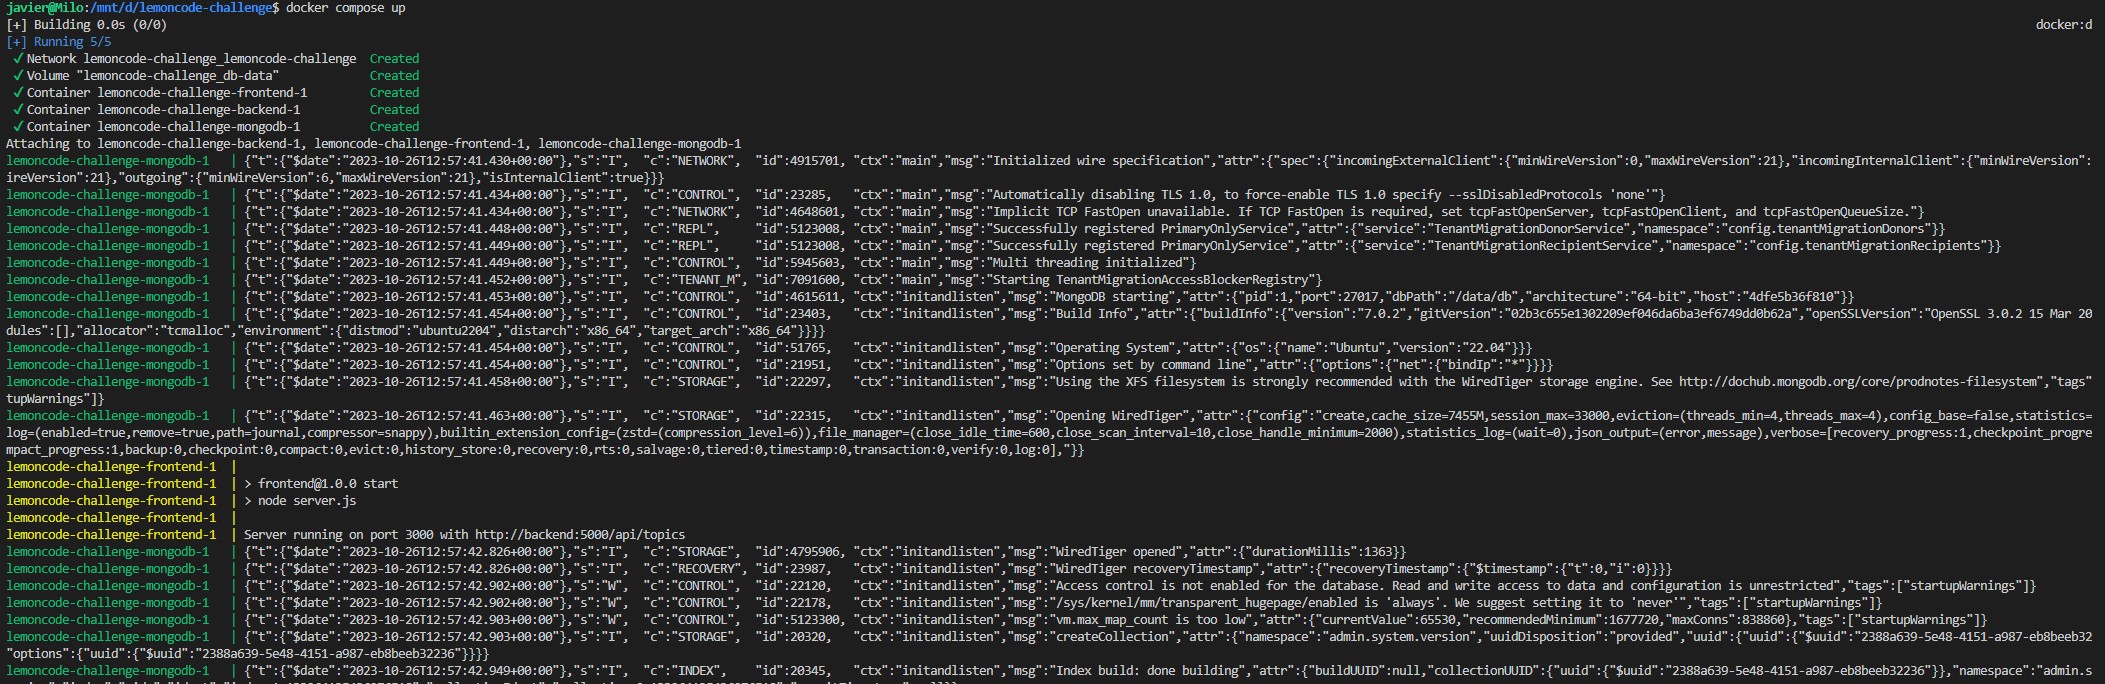 javier@Milo:/mnt/d/lemoncode-challenge$ docker compose up
[+] Building 0.0s (0/0) docker:d
[+] Running 5/5
✓ Network lemoncode-challenge_lemoncode-challenge Created
✓ Volume "lemoncode-challenge_db-data" Created
✓ Container lemoncode-challenge-frontend-1 Created
✓ Container lemoncode-challenge-backend-1 Created
✓ Container lemoncode-challenge-mongodb-1 Created
Attaching to lemoncode-challenge-backend-1, lemoncode-challenge-frontend-1, lemoncode-challenge-mongodb-1
lemoncode-challenge-mongodb-1 | {"t":{"$date":"2023-10-26T12:57:41.430+00:00"},"s":"I", "c":"NETWORK", "id":4915701, "ctx":"main","msg":"Initialized wire specification","attr":{"spec":{"incomingExternalClient":{"minWireVersion":0,"maxWireVersion":21},"incomingInternalClient":{"minWireVersion":
ireVersion":21},"outgoing":{"minWireVersion":6,"maxWireVersion":21},"isInternalClient":true}}}
lemoncode-challenge-mongodb-1 | {"t":{"$date":"2023-10-26T12:57:41.434+00:00"},"s":"I", "c":"CONTROL", "id":23285, "ctx":"main","msg":"Automatically disabling TLS 1.0, to force-enable TLS 1.0 specify --sslDisabledProtocols 'none'"}
lemoncode-challenge-mongodb-1 | {"t":{"$date":"2023-10-26T12:57:41.434+00:00"},"s":"I", "c":"NETWORK", "id":4648601, "ctx":"main","msg":"Implicit TCP FastOpen unavailable. If TCP FastOpen is required, set tcpFastOpenServer, tcpFastOpenClient, and tcpFastOpenQueueSize."}
lemoncode-challenge-mongodb-1 | {"t":{"$date":"2023-10-26T12:57:41.448+00:00"},"s":"I", "c":"REPL", "id":5123008, "ctx":"main","msg":"Successfully registered PrimaryOnlyService","attr":{"service":"TenantMigrationDonorService","namespace":"config.tenantMigrationDonors"}}
lemoncode-challenge-mongodb-1 | {"t":{"$date":"2023-10-26T12:57:41.449+00:00"},"s":"I", "c":"REPL", "id":5123008, "ctx":"main","msg":"Successfully registered PrimaryOnlyService","attr":{"service":"TenantMigrationRecipientService","namespace":"config.tenantMigrationRecipients"}}
lemoncode-challenge-mongodb-1 | {"t":{"$date":"2023-10-26T12:57:41.449+00:00"},"s":"I", "c":"CONTROL", "id":5945603, "ctx":"main","msg":"Multi threading initialized"}
lemoncode-challenge-mongodb-1 | {"t":{"$date":"2023-10-26T12:57:41.452+00:00"},"s":"I", "c":"TENANT_M", "id":7091600, "ctx":"main","msg":"Starting TenantMigrationAccessBlockerRegistry"}
lemoncode-challenge-mongodb-1 | {"t":{"$date":"2023-10-26T12:57:41.453+00:00"},"s":"I", "c":"CONTROL", "id":4615611, "ctx":"initandlisten","msg":"MongoDB starting","attr":{"pid":1,"port":27017,"dbPath":"/data/db","architecture":"64-bit","host":"4dfe5b36f810"}}
lemoncode-challenge-mongodb-1 | {"t":{"$date":"2023-10-26T12:57:41.454+00:00"},"s":"I", "c":"CONTROL", "id":23403, "ctx":"initandlisten","msg":"Build Info","attr":{"buildInfo":{"version":"7.0.2","gitVersion":"02b3c655e1302209ef046da6ba3ef6749dd0b62a","openSSLVersion":"OpenSSL 3.0.2 15 Mar 20
dules":[],"allocator":"tcmalloc","environment":{"distmod":"ubuntu2204","distarch":"x86_64","target_arch":"x86_64"}}}}
lemoncode-challenge-mongodb-1 | {"t":{"$date":"2023-10-26T12:57:41.454+00:00"},"s":"I", "c":"CONTROL", "id":51765, "ctx":"initandlisten","msg":"Operating System","attr":{"os":{"name":"Ubuntu","version":"22.04"}}}
lemoncode-challenge-mongodb-1 | {"t":{"$date":"2023-10-26T12:57:41.454+00:00"},"s":"I", "c":"CONTROL", "id":21951, "ctx":"initandlisten","msg":"Options set by command line","attr":{"options":{"net":{"bindIp":"*"}}}}
lemoncode-challenge-mongodb-1 | {"t":{"$date":"2023-10-26T12:57:41.458+00:00"},"s":"I", "c":"STORAGE", "id":22297, "ctx":"initandlisten","msg":"Using the XFS filesystem is strongly recommended with the WiredTiger storage engine. See http://dochub.mongodb.org/core/prodnotes-filesystem","tags"
tupWarnings"]}
lemoncode-challenge-mongodb-1 | {"t":{"$date":"2023-10-26T12:57:41.463+00:00"},"s":"I", "c":"STORAGE", "id":22315, "ctx":"initandlisten","msg":"Opening WiredTiger","attr":{"config":"create,cache_size=7455M,session_max=33000,eviction=(threads_min=4,threads_max=4),config_base=false,statistics=
log=(enabled=true,remove=true,path=journal,compressor=snappy),builtin_extension_config=(zstd=(compression_level=6)),file_manager=(close_idle_time=600,close_scan_interval=10,close_handle_minimum=2000),statistics_log=(wait=0),json_output=(error,message),verbose=[recovery_progress:1,checkpoint_progre
mpact_progress:1,backup:0,checkpoint:0,compact:0,evict:0,history_store:0,recovery:0,rts:0,salvage:0,tiered:0,timestamp:0,transaction:0,verify:0,log:0],"}}
lemoncode-challenge-frontend-1 |
lemoncode-challenge-frontend-1 | > frontend@1.0.0 start
lemoncode-challenge-frontend-1 | > node server.js
lemoncode-challenge-frontend-1 |
lemoncode-challenge-frontend-1 | Server running on port 3000 with http://backend:5000/api/topics
lemoncode-challenge-mongodb-1 | {"t":{"$date":"2023-10-26T12:57:42.826+00:00"},"s":"I", "c":"STORAGE", "id":4795906, "ctx":"initandlisten","msg":"WiredTiger opened","attr":{"durationMillis":1363}}
lemoncode-challenge-mongodb-1 | {"t":{"$date":"2023-10-26T12:57:42.826+00:00"},"s":"I", "c":"RECOVERY", "id":23987, "ctx":"initandlisten","msg":"WiredTiger recoveryTimestamp","attr":{"recoveryTimestamp":{"$timestamp":{"t":0,"i":0}}}}
lemoncode-challenge-mongodb-1 | {"t":{"$date":"2023-10-26T12:57:42.902+00:00"},"s":"W", "c":"CONTROL", "id":22120, "ctx":"initandlisten","msg":"Access control is not enabled for the database. Read and write access to data and configuration is unrestricted","tags":["startupWarnings"]}
lemoncode-challenge-mongodb-1 | {"t":{"$date":"2023-10-26T12:57:42.902+00:00"},"s":"W", "c":"CONTROL", "id":22178, "ctx":"initandlisten","msg":"/sys/kernel/mm/transparent_hugepage/enabled is 'always'. We suggest setting it to 'never'","tags":["startupWarnings"]}
lemoncode-challenge-mongodb-1 | {"t":{"$date":"2023-10-26T12:57:42.903+00:00"},"s":"W", "c":"CONTROL", "id":5123300, "ctx":"initandlisten","msg":"vm.max_map_count is too low","attr":{"currentValue":65530,"recommendedMinimum":1677720,"maxConns":838860},"tags":["startupWarnings"]}
lemoncode-challenge-mongodb-1 | {"t":{"$date":"2023-10-26T12:57:42.903+00:00"},"s":"I", "c":"STORAGE", "id":20320, "ctx":"initandlisten","msg":"createCollection","attr":{"namespace":"admin.system.version","uuidDisposition":"provided","uuid":{"uuid":{"$uuid":"2388a639-5e48-4151-a987-eb8beeb32
"options":{"uuid":{"$uuid":"2388a639-5e48-4151-a987-eb8beeb32236"}}}}
lemoncode-challenge-mongodb-1 | {"t":{"$date":"2023-10-26T12:57:42.949+00:00"},"s":"I", "c":"INDEX", "id":20345, "ctx":"initandlisten","msg":"Index build: done building","attr":{"buildUUID":null,"collectionUUID":{"uuid":{"$uuid":"2388a639-5e48-4151-a987-eb8beeb32236"}},"namespace":"admin.s